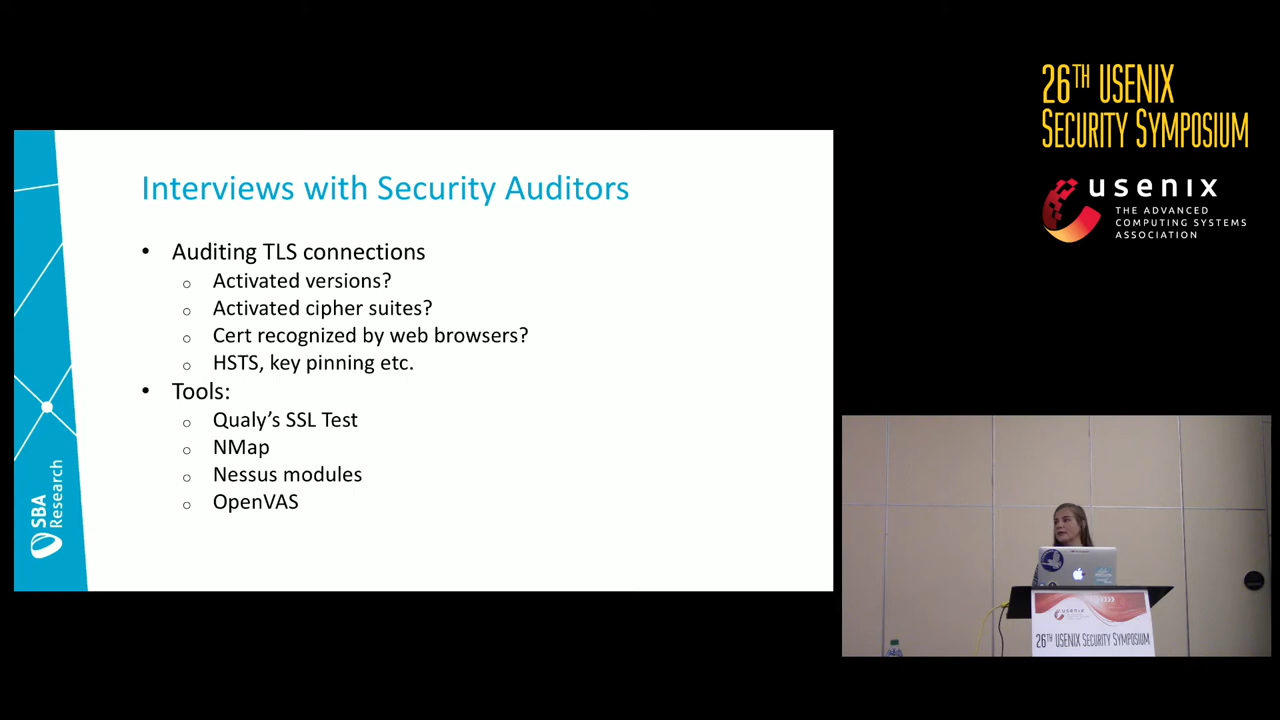 26TH USENIX
SECURITY SYMPOSIUM
usenix
THE ADVANCED
COMPUTING SYSTEMS
ASSOCIATION
Interviews with Security Auditors
• Auditing TLS connections
o Activated versions?
o Activated cipher suites?
o Cert recognized by web browsers?
o HSTS, key pinning etc.
• Tools:
o Qualy’s SSL Test
o NMap
o Nessus modules
o OpenVAS
SBA
Research
usenix
26TH USENIX SECURITY SYMPOSIUM